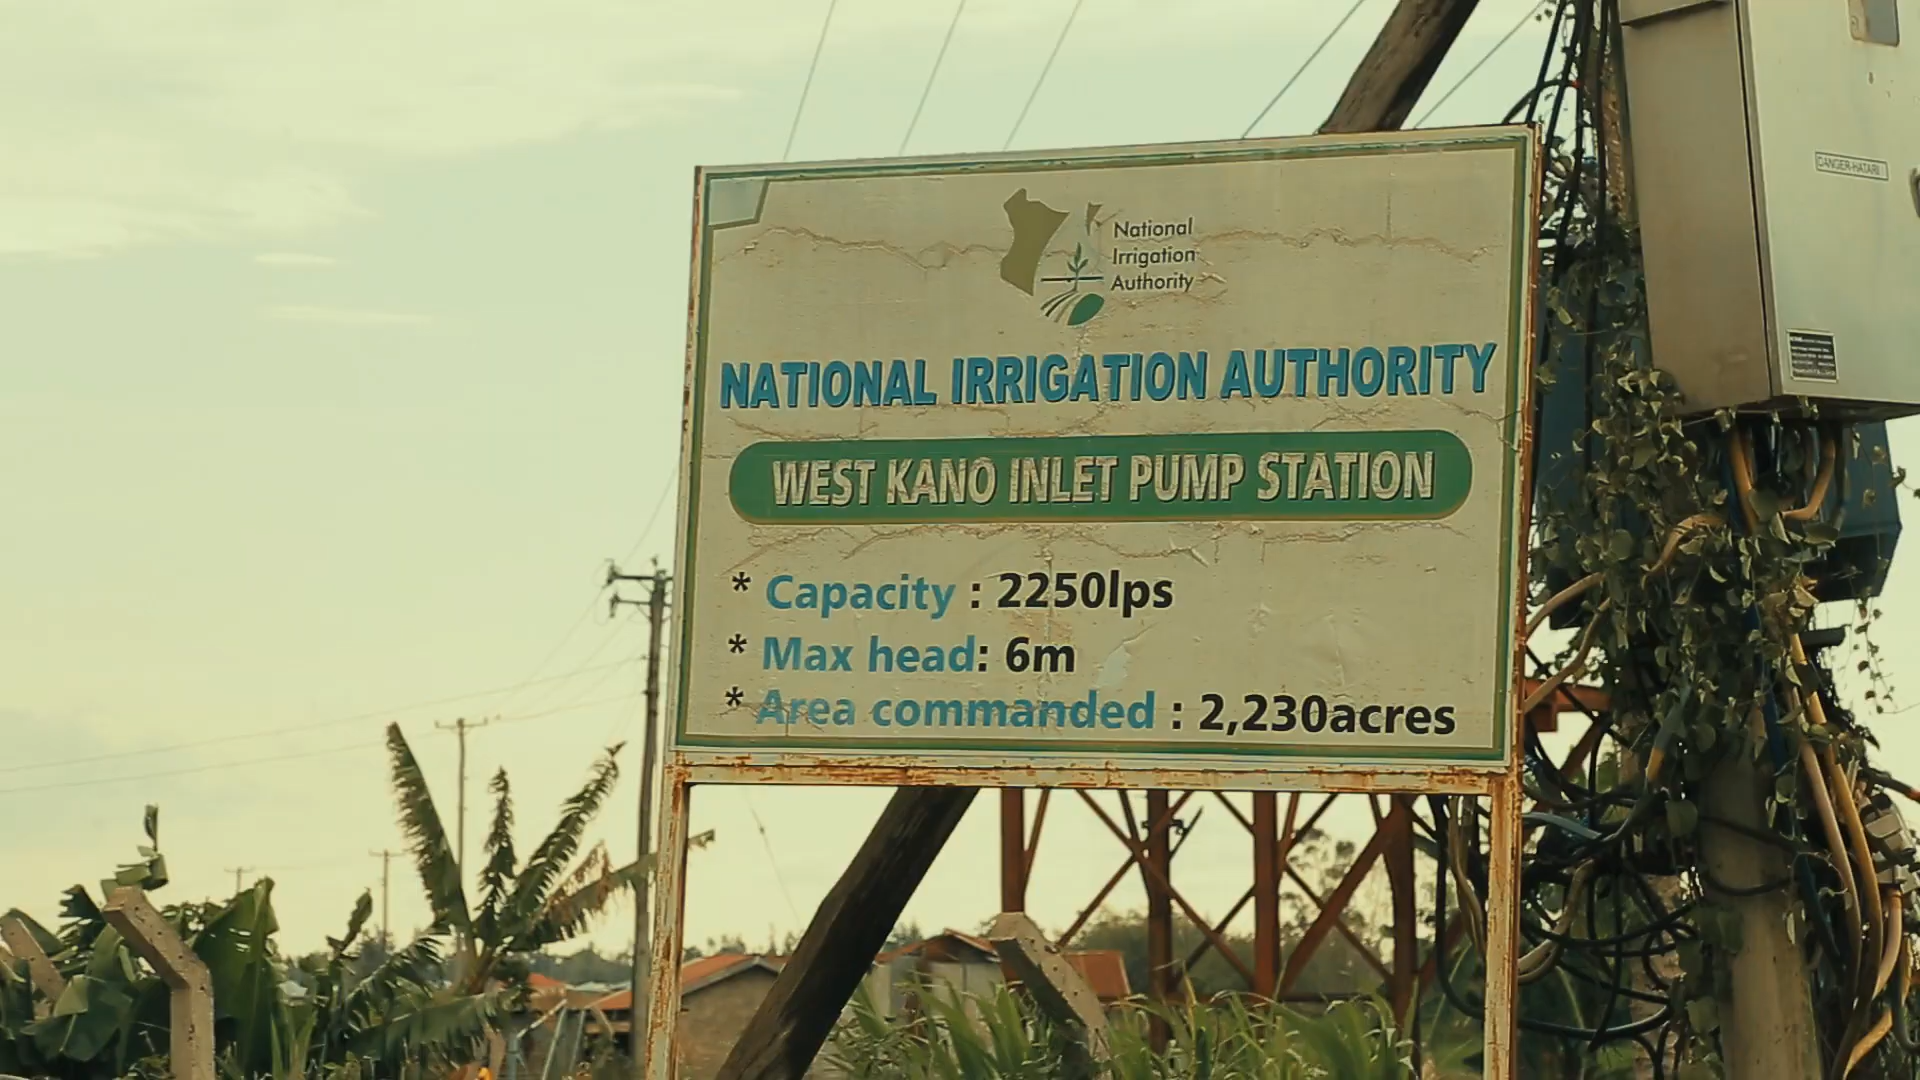 National
Irrigation
Authority
NATIONAL IRRIGATION AUTHORITY
WEST KANO INLET PUMP STATION
* Capacity : 2250lps
* Max head: 6m
* Area commanded : 2,230acres
DANGER-HATARI